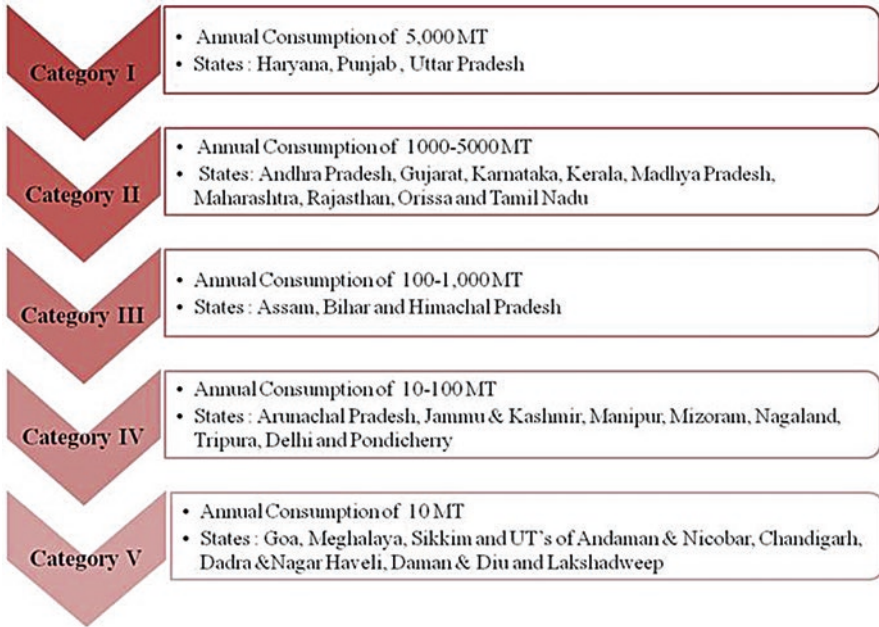 Category I
• Annual Consumption of 5,000 MT
• States : Haryana, Punjab , Uttar Pradesh
Category II
• Annual Consumption of 1000-5000MT
• States: Andhra Pradesh, Gujarat, Karnataka, Kerala, Madhya Pradesh,
Maharashtra, Rajasthan, Orissa and Tamil Nadu
Category III
• Annual Consumption of 100-1,000 MT
• States : Assam, Bihar and Himachal Pradesh
Category IV
• Annual Consumption of 10-100 MT
• States : Arunachal Pradesh, Jammu & Kashmir, Manipur, Mizoram, Nagaland,
Tripura, Delhi and Pondicherry
Category V
• Annual Consumption of 10 MT
• States : Goa, Meghalaya, Sikkim and UT's of Andaman & Nicobar, Chandigarh,
Dadra &Nagar Haveli, Daman & Diu and Lakshadweep